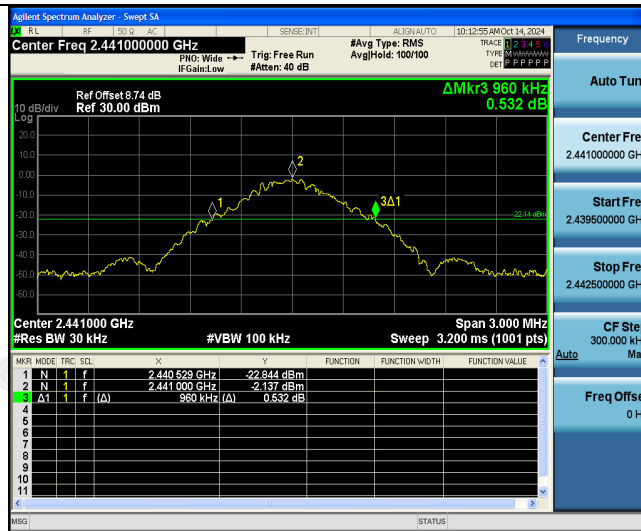 Agilent Spectrum Analyzer - Swept SA
LXI RL RF 50 Ω AC SENSE:INT ALIGN AUTO 10:12:55 AM Oct 14, 2024
Center Freq 2.441000000 GHz
PNO: Wide
IFGain:Low
Trig: Free Run
#Atten: 40 dB
#Avg Type: RMS
Avg|Hold: 100/100
TRACE 1 2 3 4 5 6
TYPE M
DET P P P P P P
Ref Offset 8.74 dB
Ref 30.00 dBm
10 dB/div
Log
ΔMkr3 960 kHz
0.532 dB
20.0
10.0
0.00
-10.0
-20.0
-30.0
-40.0
-50.0
-60.0
1
2
3Δ1
-22.14 dBm
Center 2.441000 GHz
#Res BW 30 kHz
#VBW 100 kHz
Span 3.000 MHz
Sweep 3.200 ms (1001 pts)
MKR MODE TRC SCL X Y FUNCTION FUNCTION WIDTH FUNCTION VALUE
1 N 1 f 2.440 529 GHz -22.844 dBm
2 N 1 f 2.441 000 GHz -2.137 dBm
3 Δ1 1 f (Δ) 960 kHz (Δ) 0.532 dB
4
5
6
7
8
9
10
11
MSG STATUS
Frequency
Auto Tun
Center Fre
2.441000000 GH
Start Fre
2.439500000 GH
Stop Fre
2.442500000 GH
CF Ste
300.000 kH
Auto Ma
Freq Offse
0 H